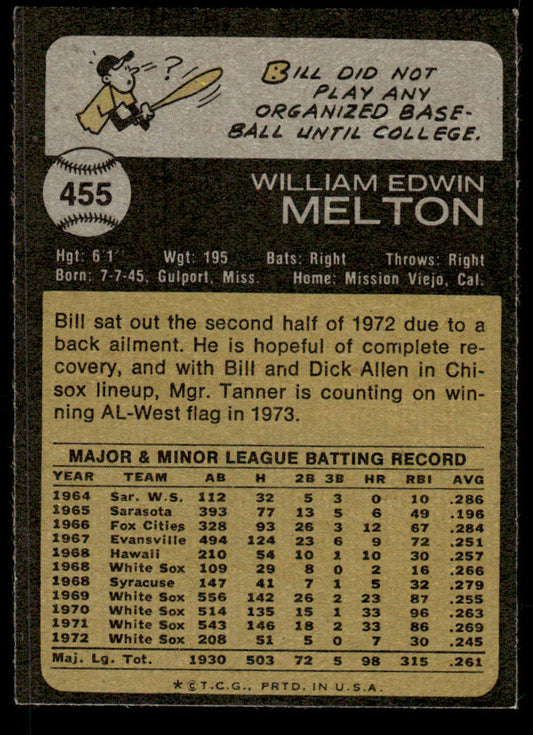 ?
BILL DID NOT
PLAY ANY
ORGANIZED BASE-
BALL UNTIL COLLEGE.
455
WILLIAM EDWIN
MELTON
Hgt: 6'1" Wgt: 195 Bats: Right Throws: Right
Born: 7-7-45, Gulport, Miss. Home: Mission Viejo, Cal.
Bill sat out the second half of 1972 due to a
back ailment. He is hopeful of complete re-
covery, and with Bill and Dick Allen in Chi-
sox lineup, Mgr. Tanner is counting on win-
ning AL-West flag in 1973.
MAJOR & MINOR LEAGUE BATTING RECORD
YEAR TEAM AB H 2B 3B HR RBI AVG
1964 Sar. W.S. 112 32 5 3 0 10 .286
1965 Sarasota 393 77 13 5 6 49 .196
1966 Fox Cities 328 93 26 3 12 67 .284
1967 Evansville 494 124 23 6 9 72 .251
1968 Hawaii 210 54 10 1 10 30 .257
1968 White Sox 109 29 8 0 2 16 .266
1968 Syracuse 147 41 7 1 5 32 .279
1969 White Sox 556 142 26 2 23 87 .255
1970 White Sox 514 135 15 1 33 96 .263
1971 White Sox 543 146 18 2 33 86 .269
1972 White Sox 208 51 5 0 7 30 .245
Maj. Lg. Tot. 1930 503 72 5 98 315 .261
*©T.C.G., PRTD. IN U.S.A.